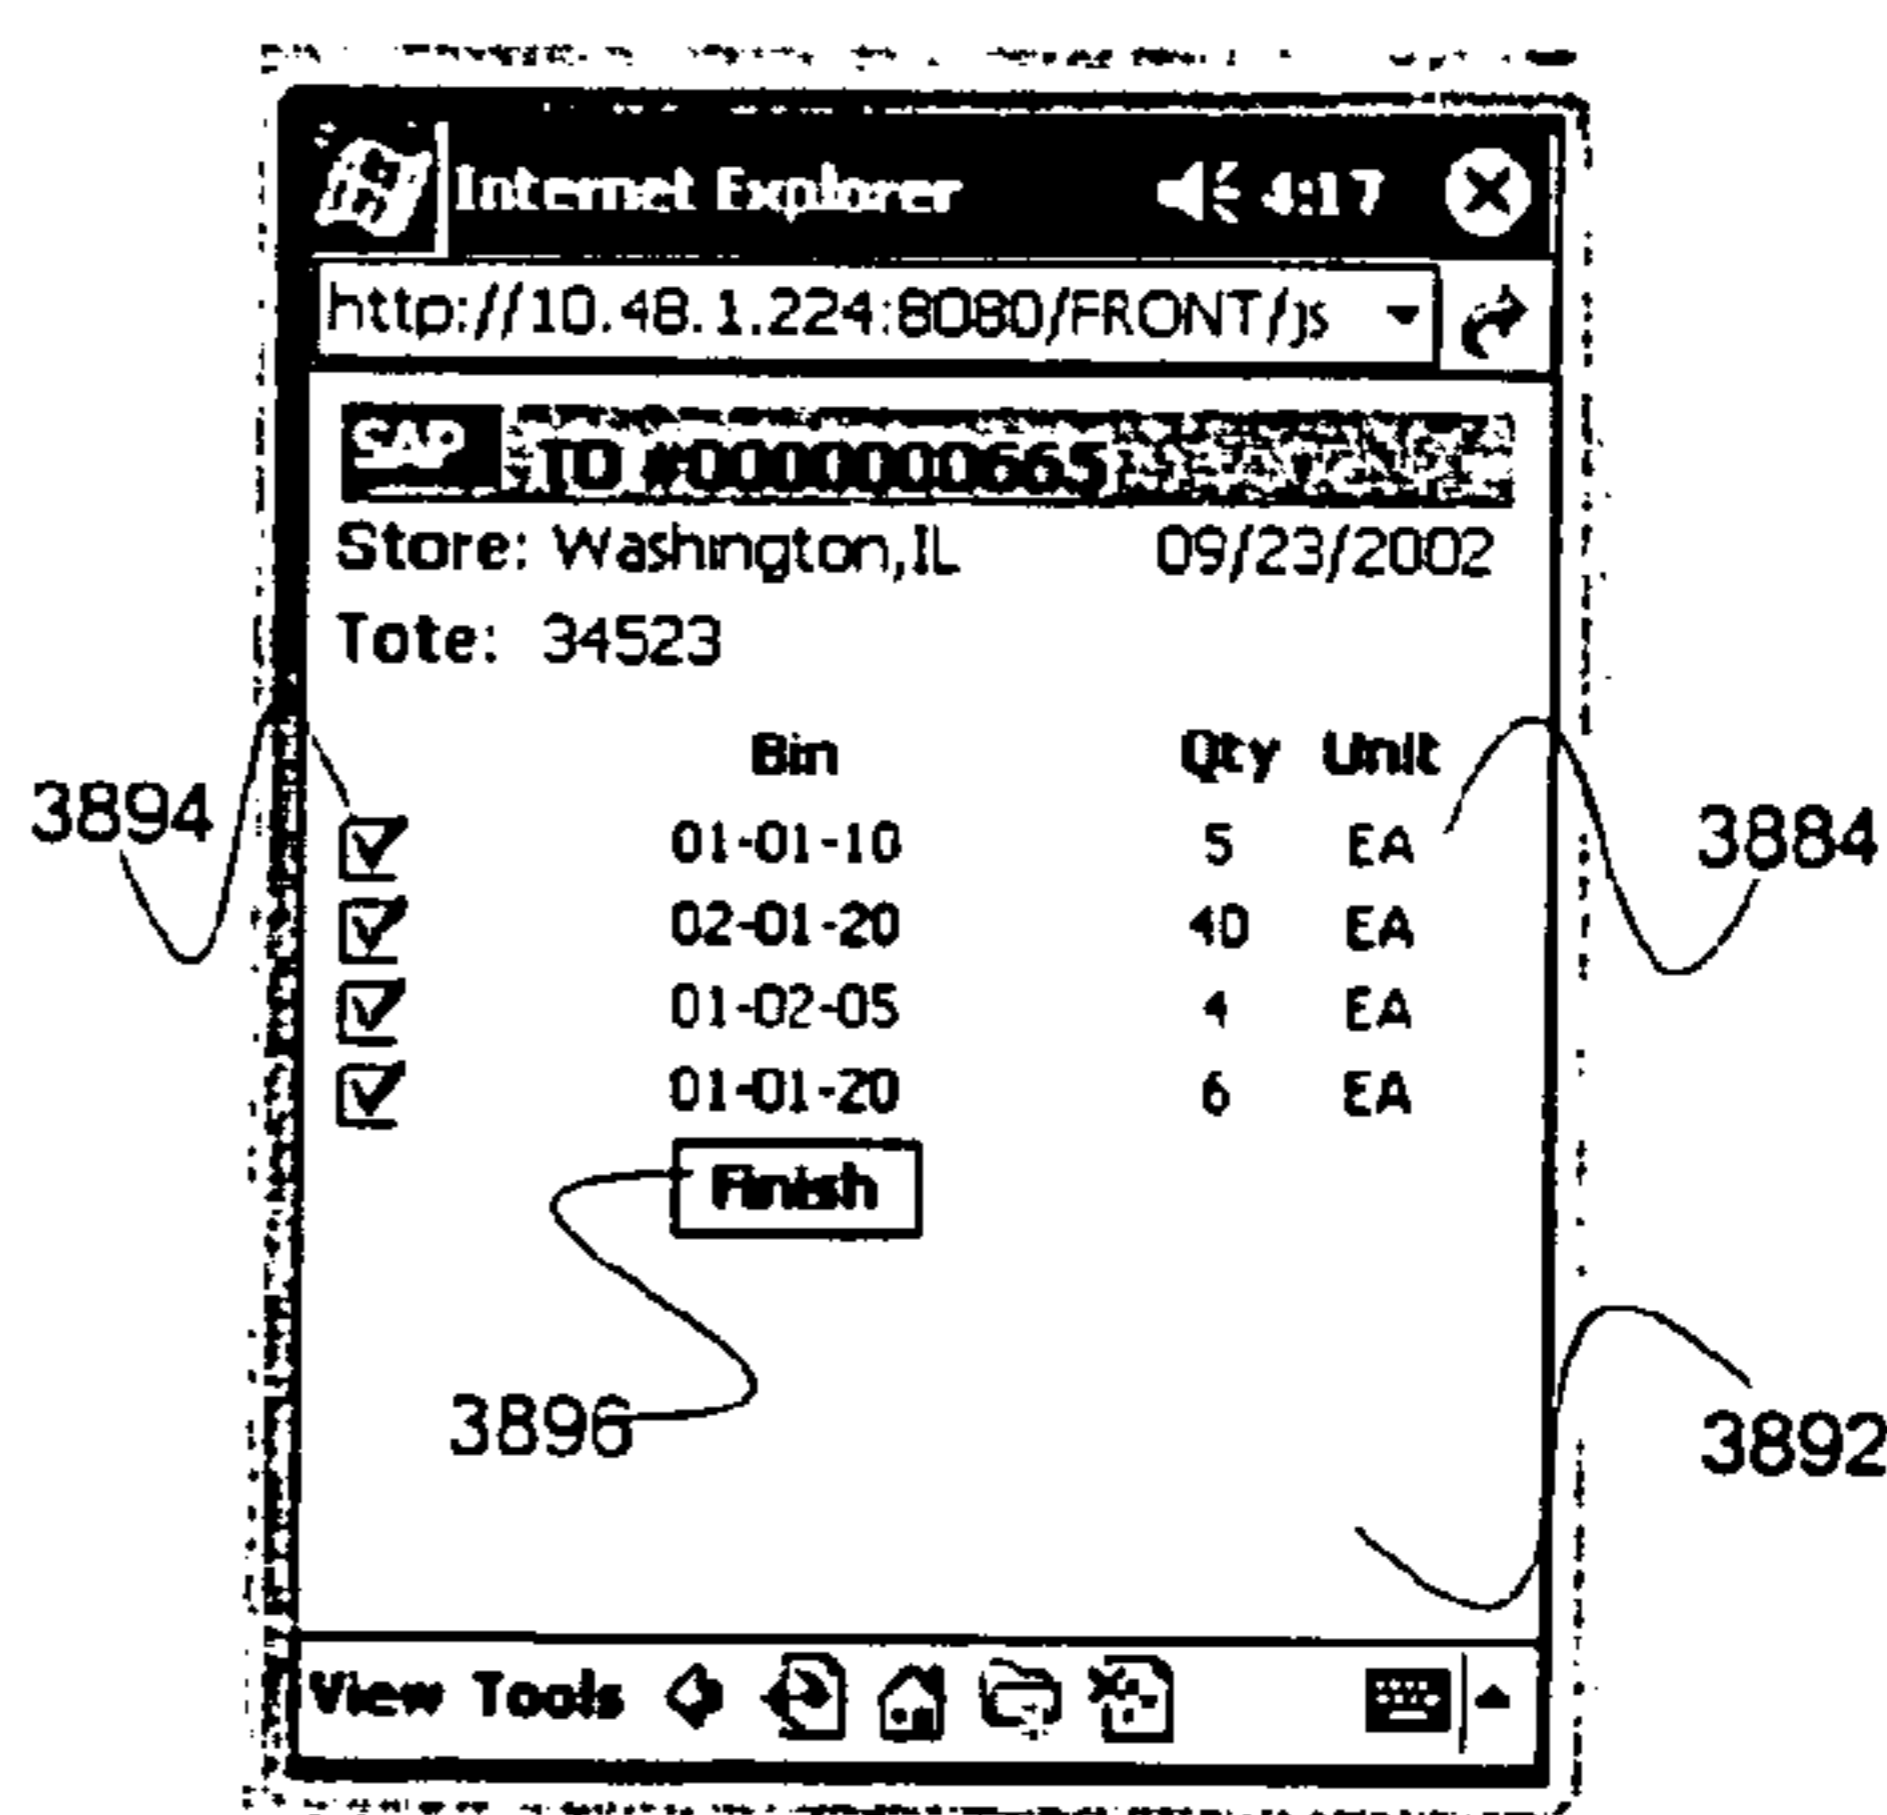 Internet Explorer 4:17
http://10.48.1.224:8080/FRONT/js
SAP TO #0000000665
Store: Washington,IL 09/23/2002
Tote: 34523
Bin Qty Unit
3894 3884
01-01-10 5 EA
02-01-20 40 EA
01-02-05 4 EA
01-01-20 6 EA
Finish
3896 3892
View Tools